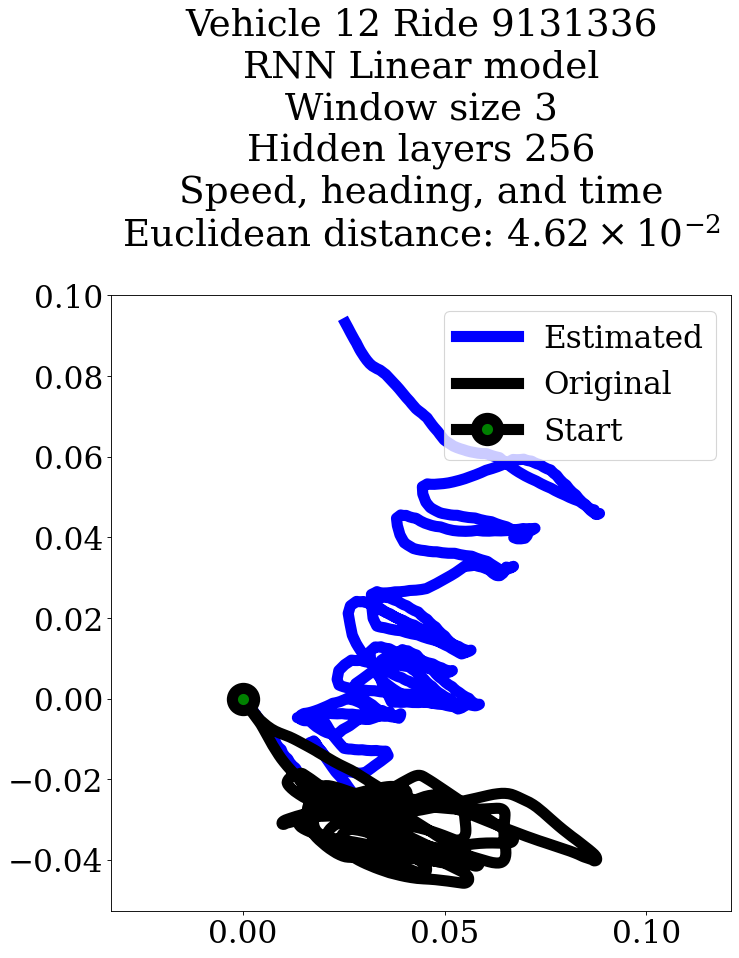 Vehicle 12 Ride 9131336
RNN Linear model
Window size 3
Hidden layers 256
Speed, heading, and time
Euclidean distance: 4.62 × 10⁻²
0.10
0.08
0.06
0.04
0.02
0.00
−0.02
−0.04
Estimated
Original
Start
0.00 0.05 0.10